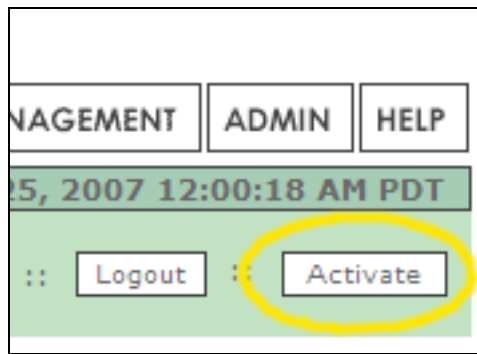 NAGEMENT ADMIN HELP
25, 2007 12:00:18 AM PDT
:: Logout :: Activate